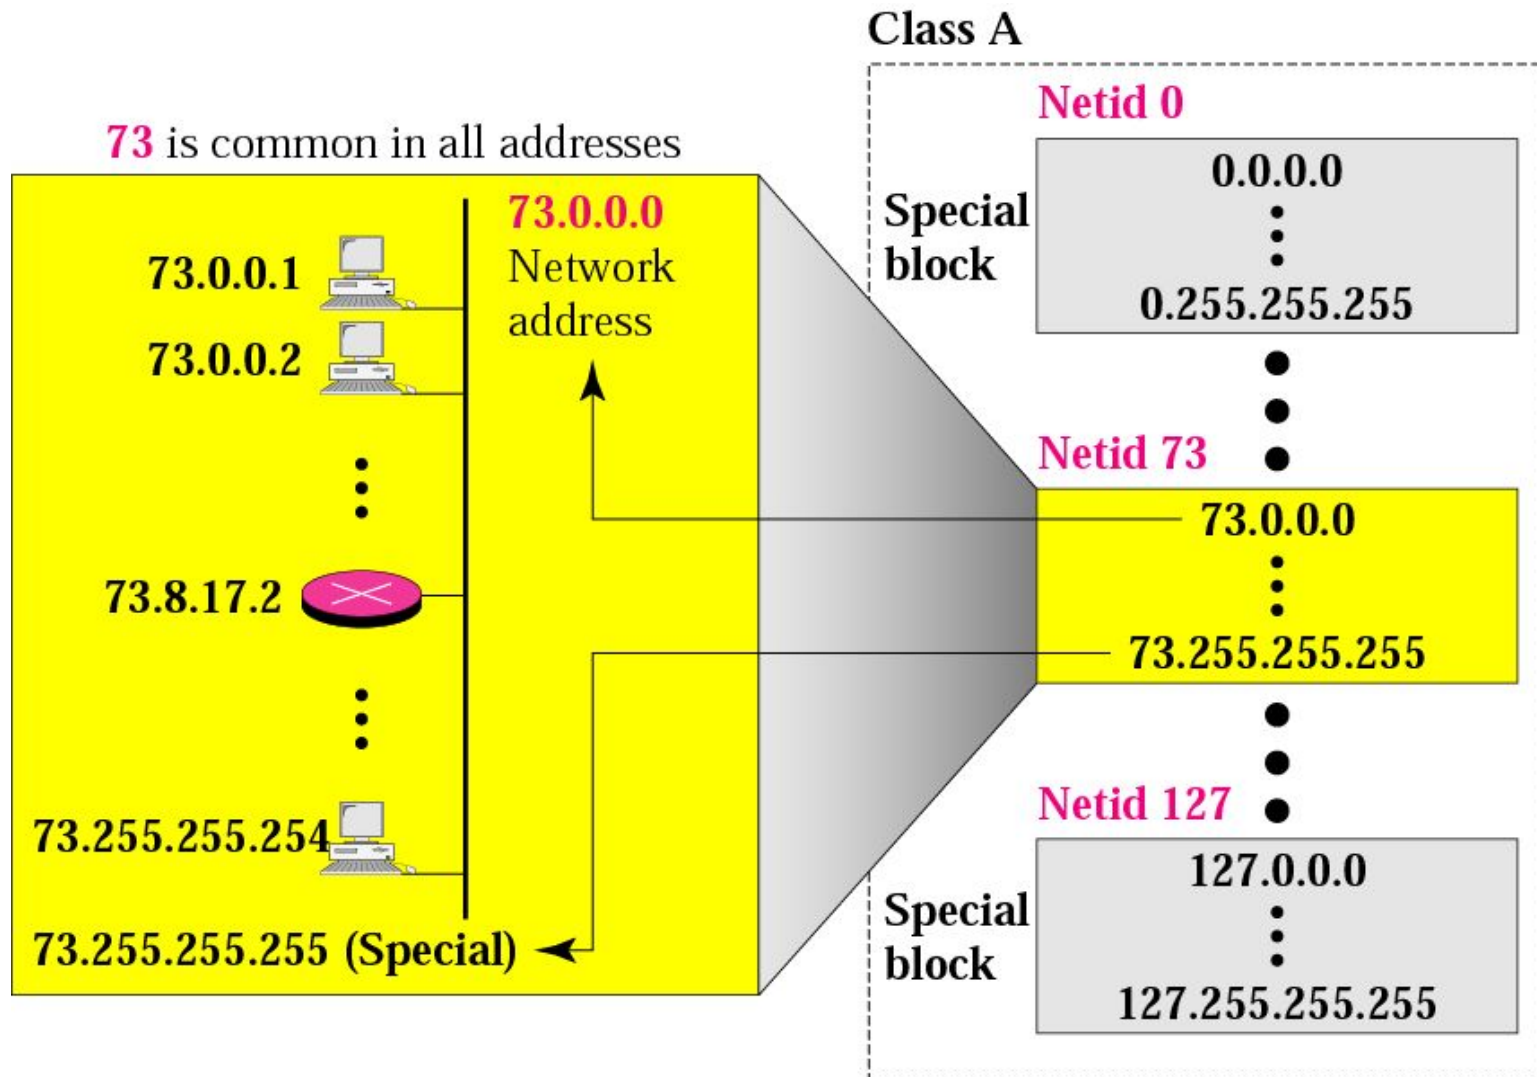 Class A
73 is common in all addresses
73.0.0.0
Network
address
73.0.0.1
73.0.0.2
73.8.17.2
73.255.255.254
73.255.255.255 (Special)
Netid 0
Special
block
0.0.0.0
0.255.255.255
Netid 73
73.0.0.0
73.255.255.255
Netid 127
Special
block
127.0.0.0
127.255.255.255